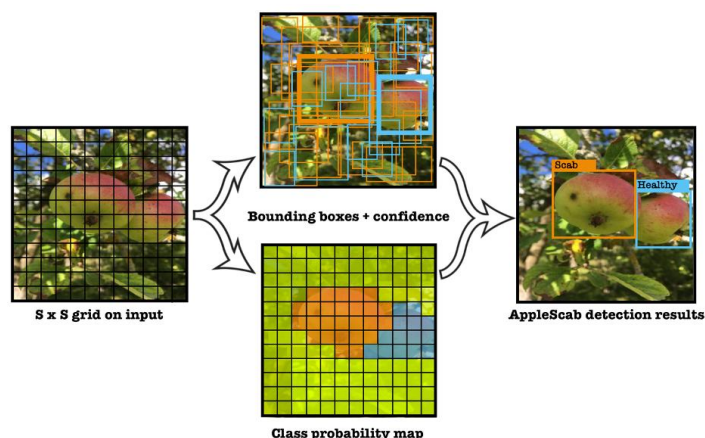 Bounding boxes + confidence
S x S grid on input
Class probability map
Scab
Healthy
AppleScab detection results